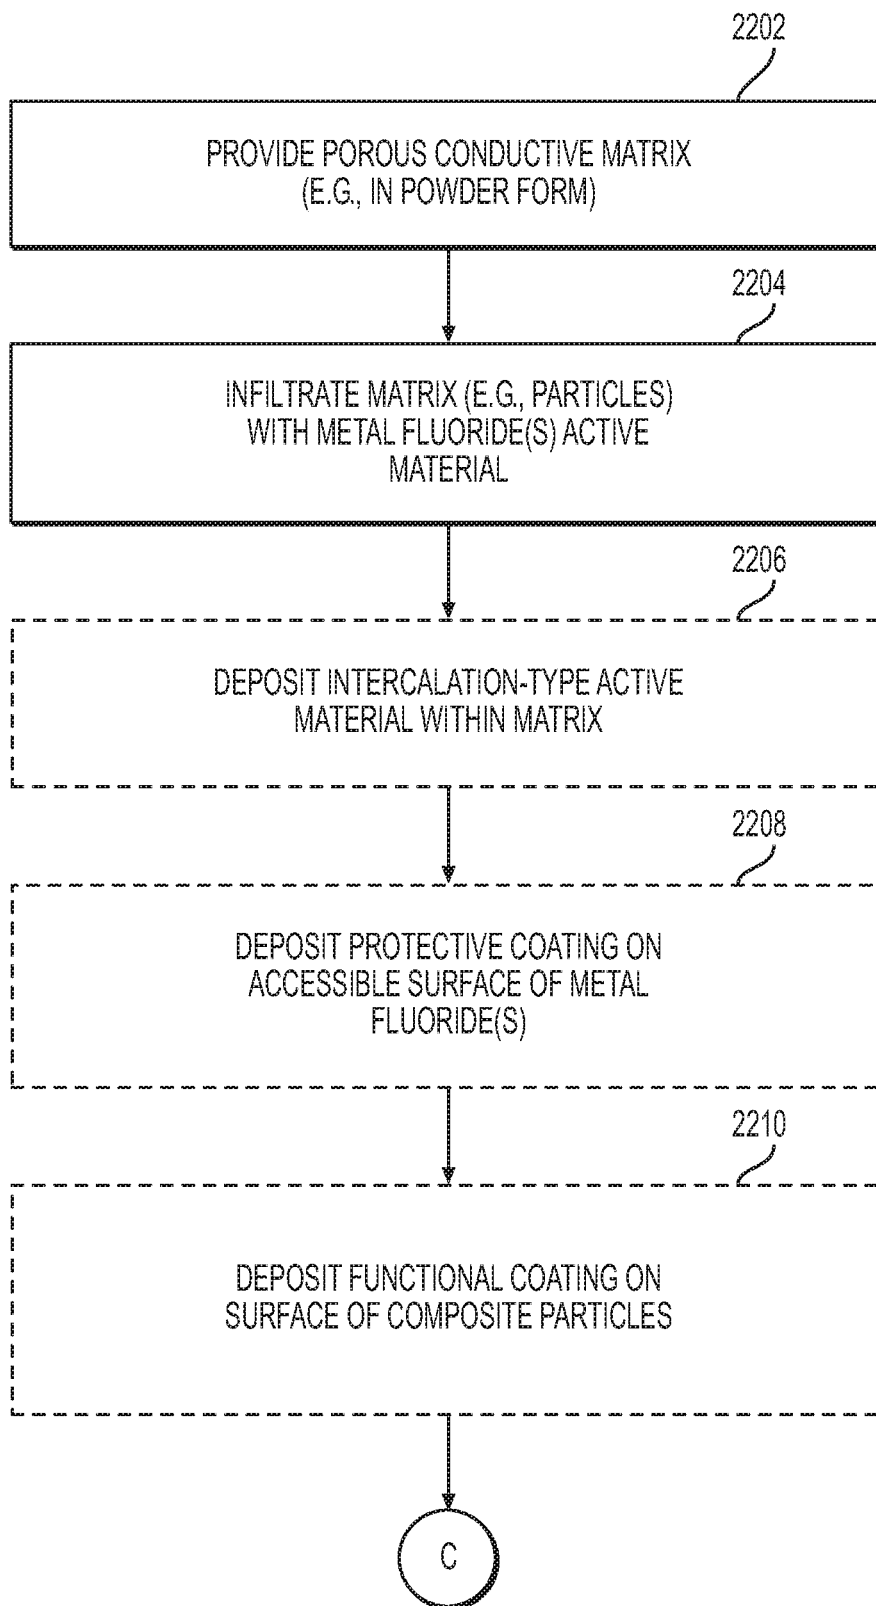 2202
PROVIDE POROUS CONDUCTIVE MATRIX
(E.G., IN POWDER FORM)
2204
INFILTRATE MATRIX (E.G., PARTICLES)
WITH METAL FLUORIDE(S) ACTIVE
MATERIAL
2206
DEPOSIT INTERCALATION-TYPE ACTIVE
MATERIAL WITHIN MATRIX
2208
DEPOSIT PROTECTIVE COATING ON
ACCESSIBLE SURFACE OF METAL
FLUORIDE(S)
2210
DEPOSIT FUNCTIONAL COATING ON
SURFACE OF COMPOSITE PARTICLES
C